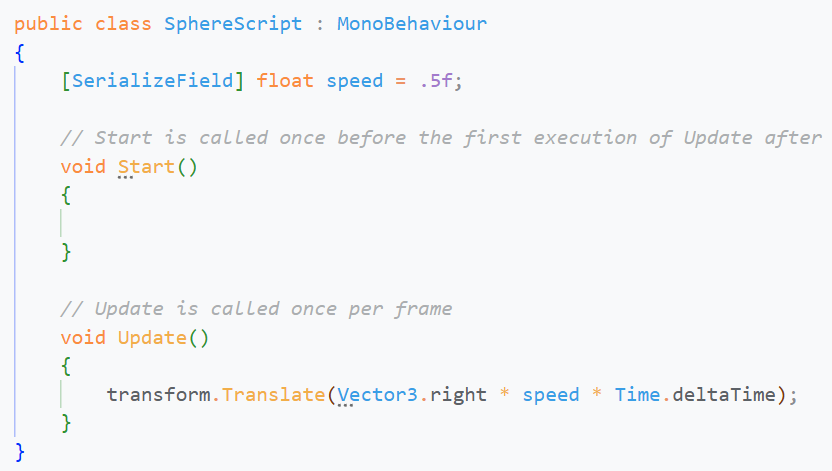 public class SphereScript : MonoBehaviour
{
    [SerializeField] float speed = .5f;
    // Start is called once before the first execution of Update after
    void Start()
    {
    }
    // Update is called once per frame
    void Update()
    {
        transform.Translate(Vector3.right * speed * Time.deltaTime);
    }
}